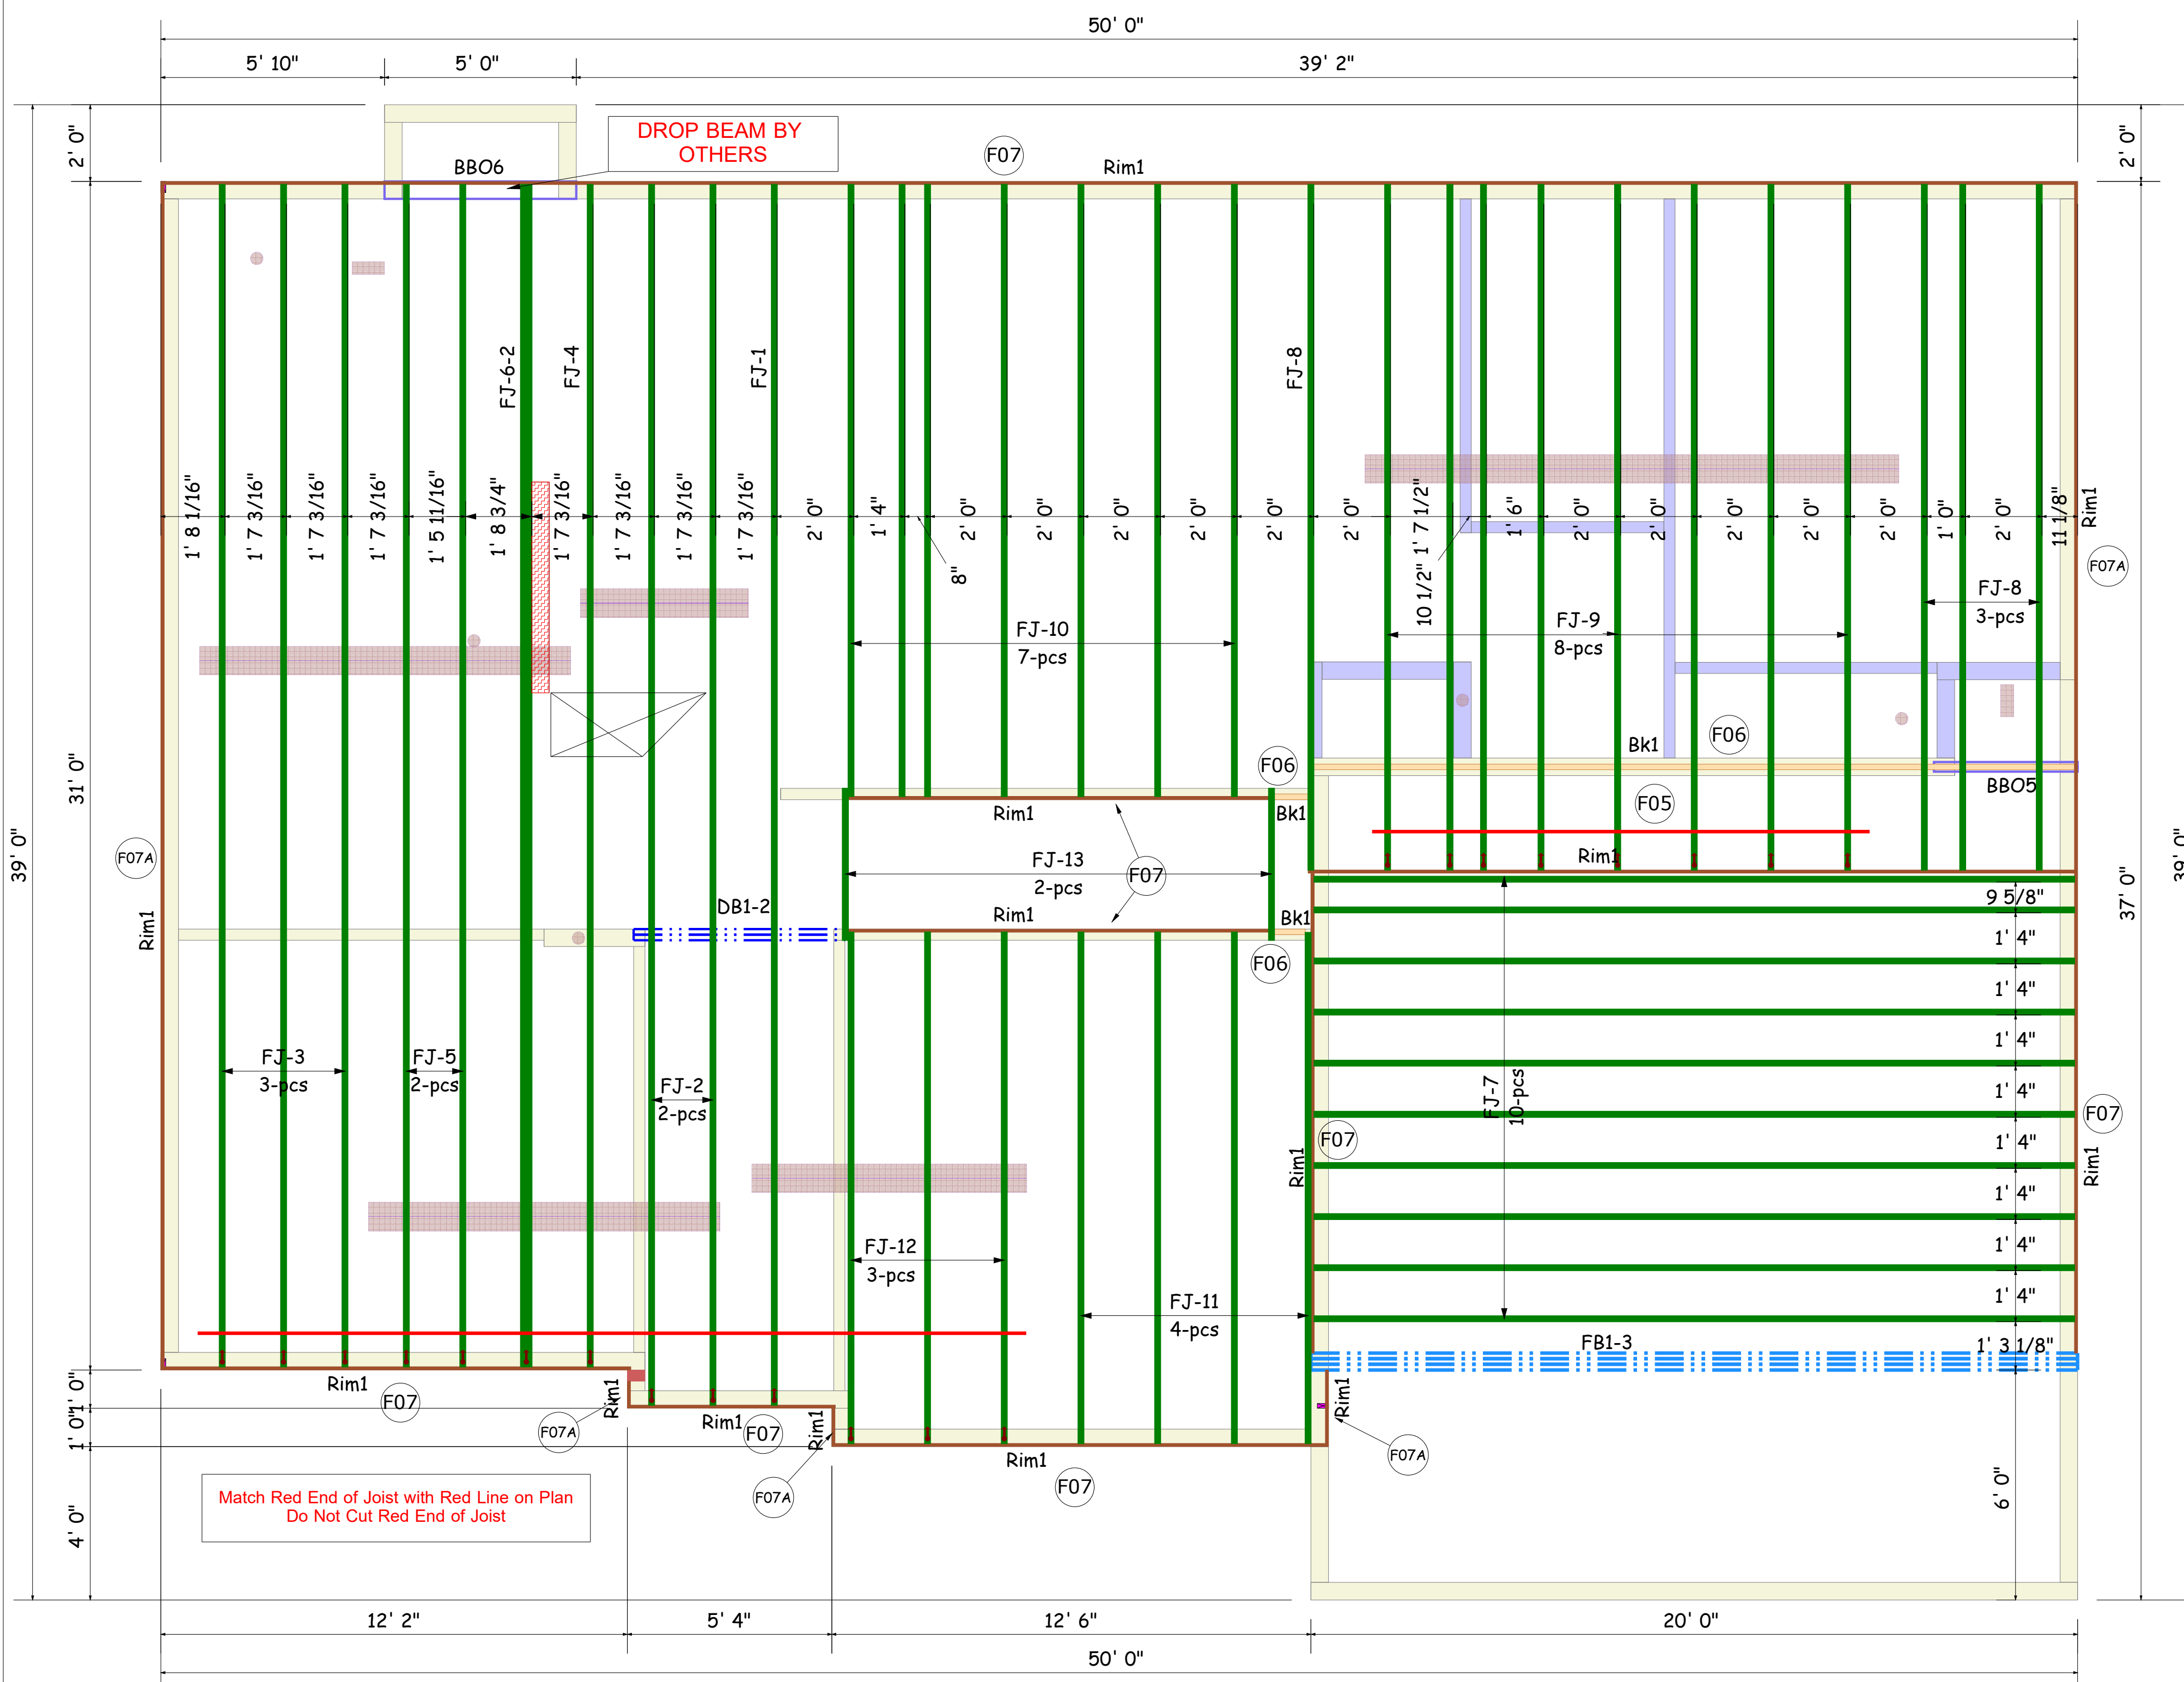 50' 0"
5' 10"
5' 0"
39' 2"
2' 0"
DROP BEAM BY
OTHERS
BBO6
F07
Rim1
2' 0"
FJ-6-2
FJ-4
FJ-1
FJ-8
1' 8 1/16"
1' 7 3/16"
1' 7 3/16"
1' 7 3/16"
1' 5 11/16"
1' 8 3/4"
1' 7 3/16"
1' 7 3/16"
1' 7 3/16"
1' 7 3/16"
2' 0"
1' 4"
8"
2' 0"
2' 0"
2' 0"
2' 0"
2' 0"
2' 0"
10 1/2"
1' 7 1/2"
1' 6"
2' 0"
2' 0"
2' 0"
2' 0"
2' 0"
1' 0"
2' 0"
11 1/8"
Rim1
F07A
FJ-8
3-pcs
FJ-9
8-pcs
FJ-10
7-pcs
31' 0"
39' 0"
39' 0"
37' 0"
F06
Bk1
F06
BBO5
F05
Rim1
Bk1
Rim1
F07A
FJ-13
2-pcs
F07
Rim1
DB1-2
Rim1
Bk1
F06
9 5/8"
1' 4"
1' 4"
1' 4"
1' 4"
1' 4"
1' 4"
1' 4"
1' 4"
1' 3 1/8"
FJ-3
3-pcs
FJ-5
2-pcs
FJ-2
2-pcs
FJ-7
10-pcs
F07
F07
Rim1
Rim1
FJ-12
3-pcs
FJ-11
4-pcs
FB1-3
1' 0"
1' 0"
Rim1
F07
Rim1
F07A
Rim1
F07
Rim1
F07A
Rim1
F07
Rim1
F07A
Match Red End of Joist with Red Line on Plan
Do Not Cut Red End of Joist
4' 0"
6' 0"
12' 2"
5' 4"
12' 6"
20' 0"
50' 0"